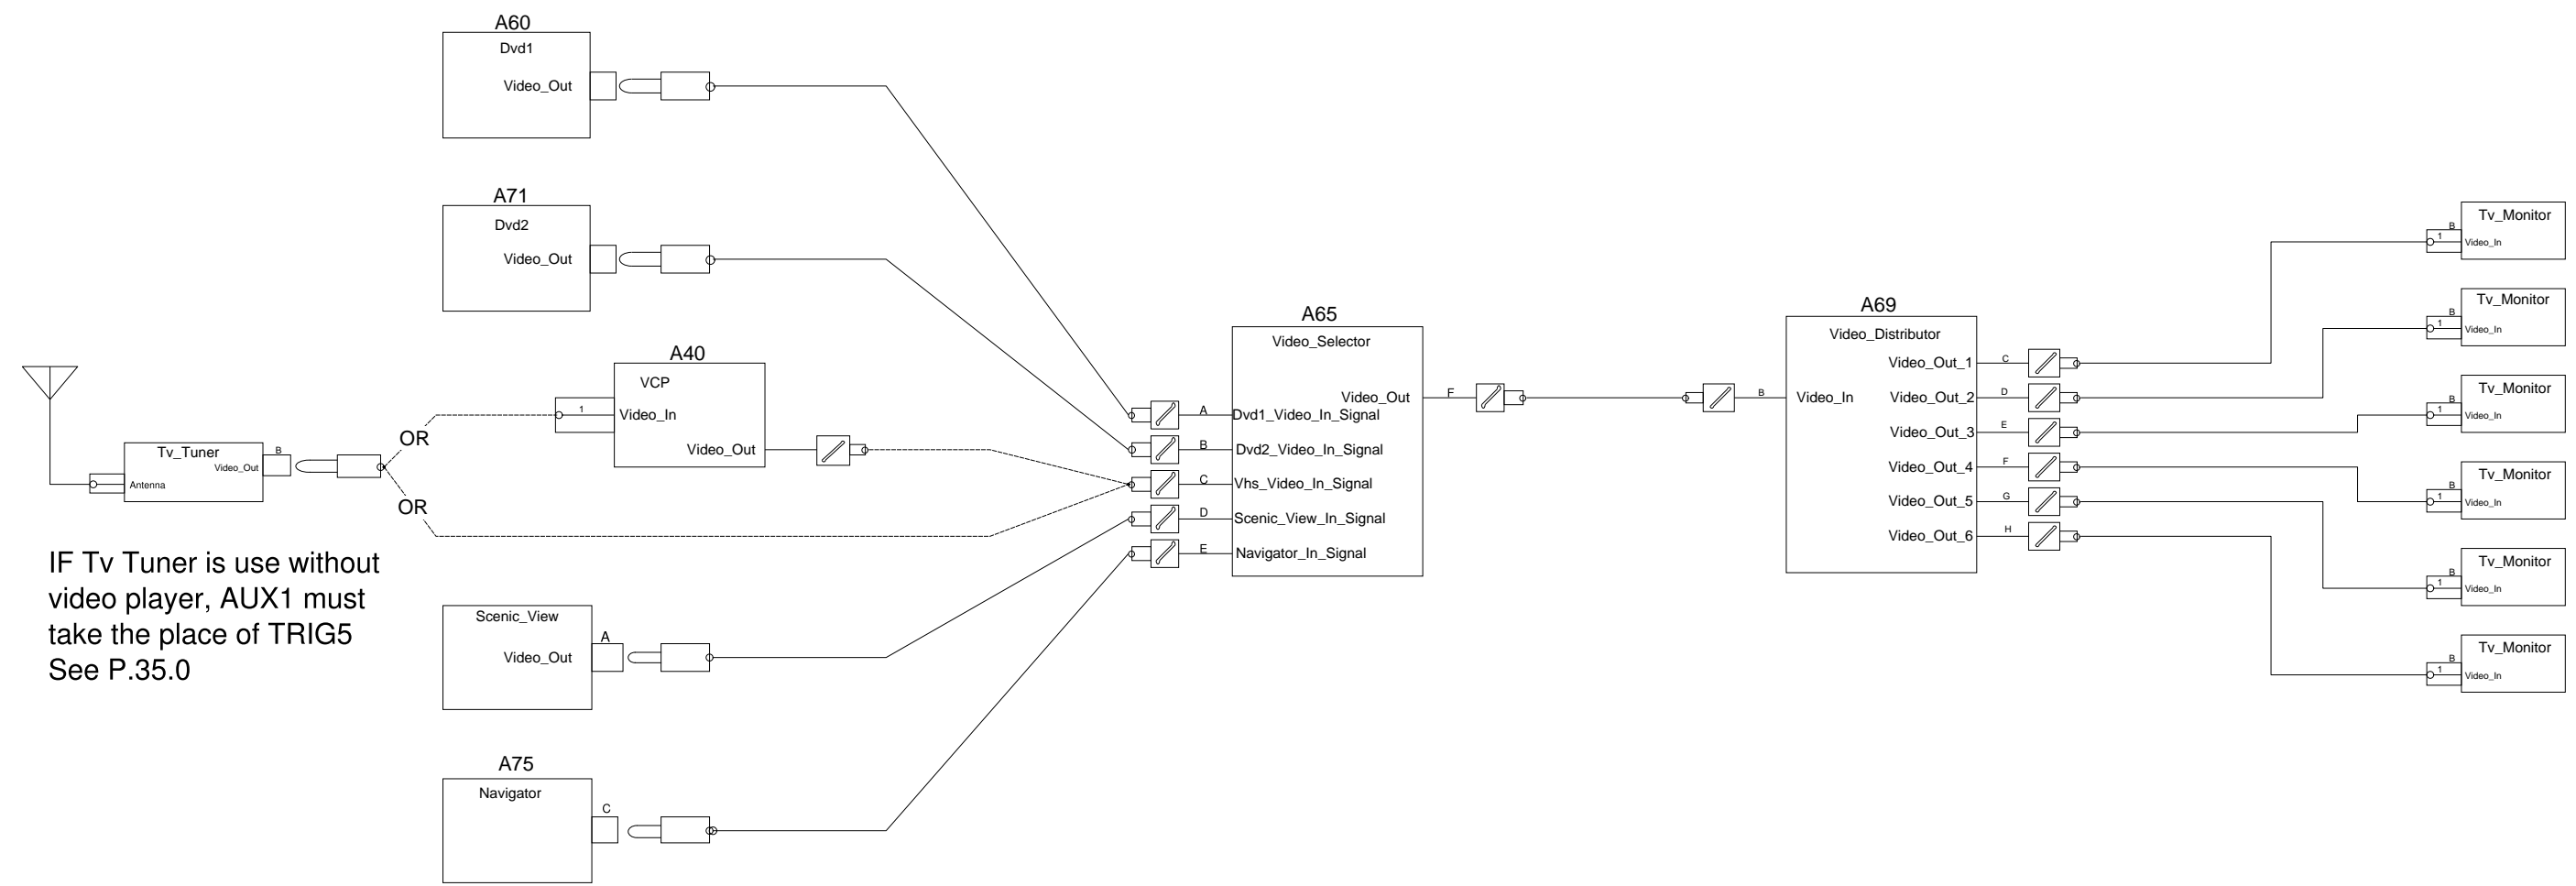 A60
Dvd1
Video_Out
A71
Dvd2
Video_Out
A40
VCP
1
Video_In
Video_Out
OR
OR
Tv_Tuner
Video_Out
B
Antenna
IF Tv Tuner is use without
video player, AUX1 must
take the place of TRIG5
See P.35.0
Scenic_View
A
Video_Out
A75
Navigator
C
A65
Video_Selector
Video_Out
F
A
Dvd1_Video_In_Signal
B
Dvd2_Video_In_Signal
C
Vhs_Video_In_Signal
D
Scenic_View_In_Signal
E
Navigator_In_Signal
A69
Video_Distributor
B
Video_In
Video_Out_1
C
Video_Out_2
D
Video_Out_3
E
Video_Out_4
F
Video_Out_5
G
Video_Out_6
H
Tv_Monitor
B
1
Video_In
Tv_Monitor
B
1
Video_In
Tv_Monitor
B
1
Video_In
Tv_Monitor
B
1
Video_In
Tv_Monitor
B
1
Video_In
Tv_Monitor
B
1
Video_In